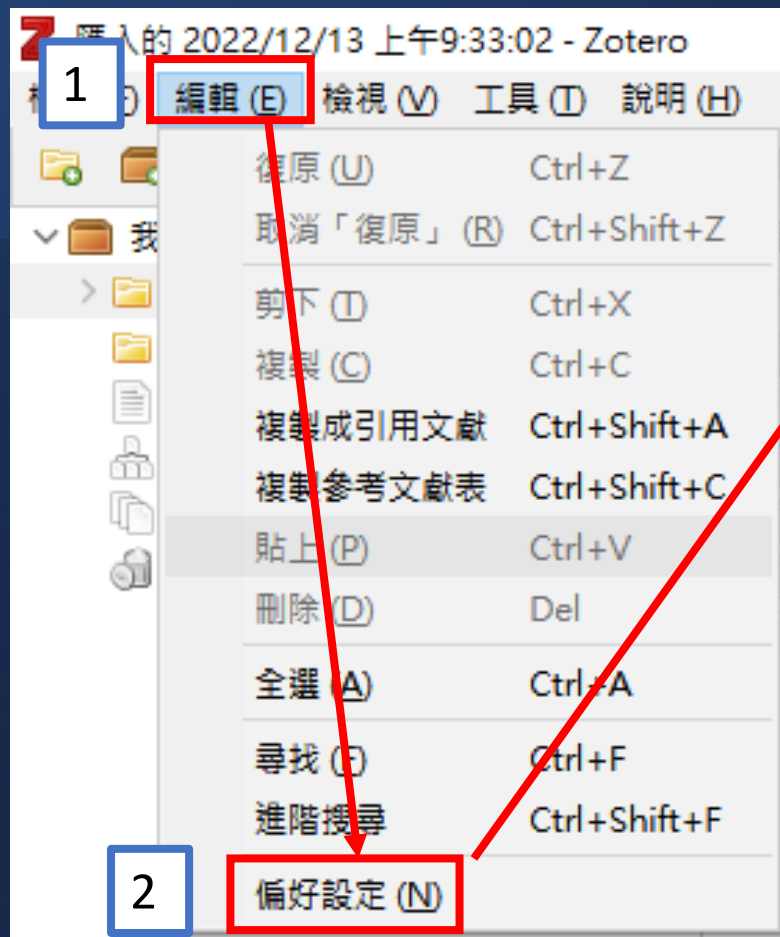 匯入的 2022/12/13 上午9:33:02 - Zotero
1
編輯 (E) 檢視 (V) 工具 (T) 說明 (H)
復原 (U) Ctrl+Z
我
取消「復原」 (R) Ctrl+Shift+Z
剪下 (T) Ctrl+X
複製 (C) Ctrl+C
複製成引用文獻 Ctrl+Shift+A
複製參考文獻表 Ctrl+Shift+C
貼上 (P) Ctrl+V
刪除 (D) Del
全選 (A) Ctrl+A
尋找 (F) Ctrl+F
進階搜尋 Ctrl+Shift+F
2
偏好設定 (N)